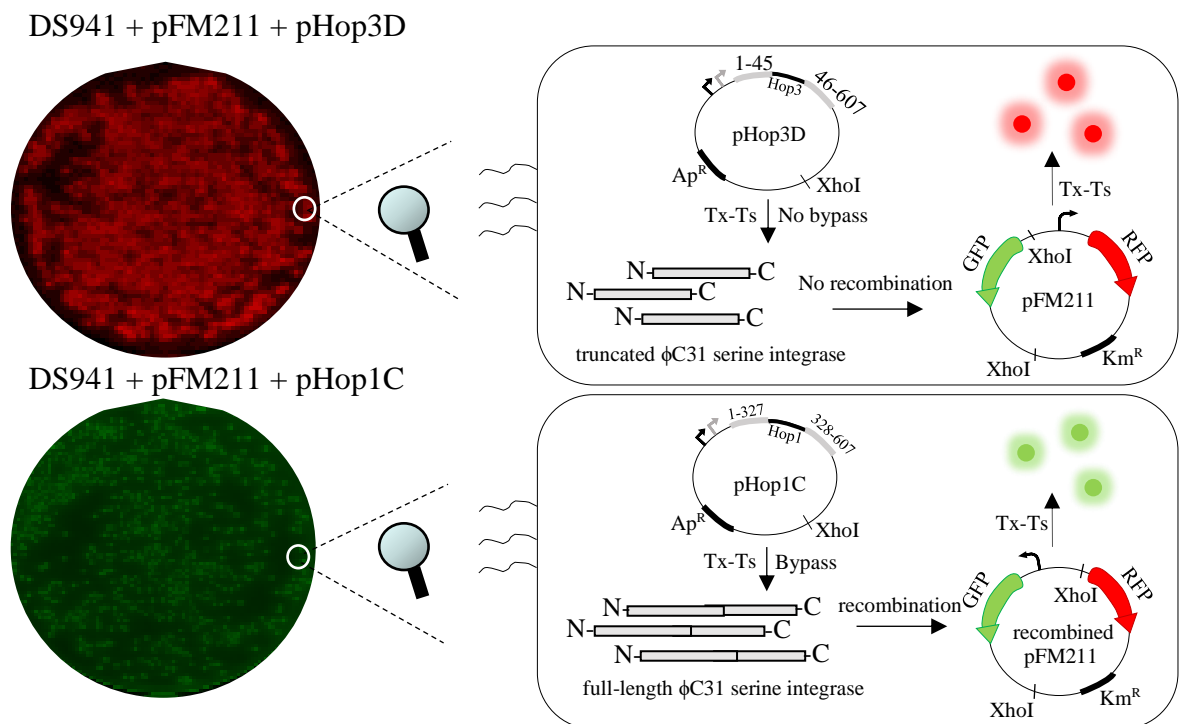 DS941 + pFM211 + pHop3D
1-45
Hop3
46-607
pHop3D
Ap^R
XhoI
Tx-Ts
No bypass
N
C
N
C
N
C
truncated ϕC31 serine integrase
No recombination
Tx-Ts
GFP
XhoI
RFP
pFM211
XhoI
Km^R
DS941 + pFM211 + pHop1C
1-327
Hop1
328-607
pHop1C
Ap^R
XhoI
Tx-Ts
Bypass
N
C
N
C
N
C
full-length ϕC31 serine integrase
recombination
Tx-Ts
GFP
XhoI
RFP
recombined
pFM211
XhoI
Km^R